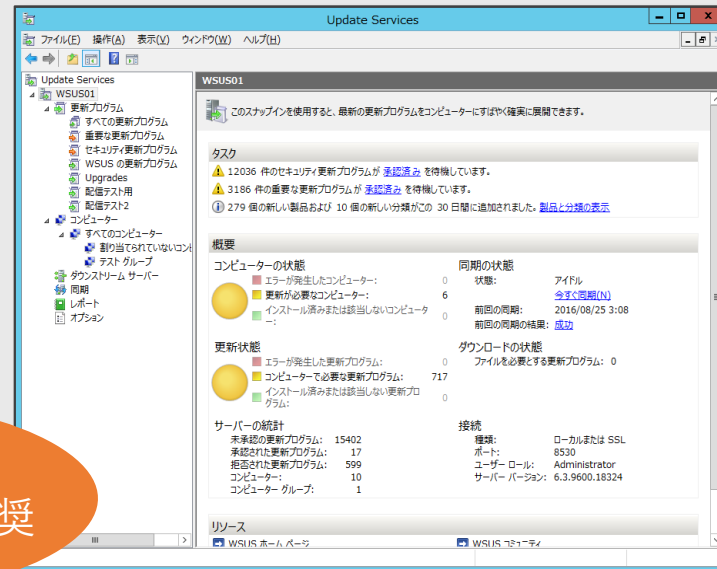 Update Services
ファイル(F) 操作(A) 表示(V) ウィンドウ(W) ヘルプ(H)
Update Services
WSUS01
更新プログラム
すべての更新プログラム
重要な更新プログラム
セキュリティ更新プログラム
WSUS の更新プログラム
Upgrades
配信テスト用
配信テスト2
コンピューター
すべてのコンピューター
割り当てられていないコンピ
テスト グループ
ダウンストリーム サーバー
同期
レポート
オプション
WSUS01
このスナップインを使用すると、最新の更新プログラムをコンピューターにすばやく確実に展開できます。
タスク
12036 件のセキュリティ更新プログラムが 承認済み を待機しています。
3186 件の重要な更新プログラムが 承認済み を待機しています。
279 個の新しい製品および 10 個の新しい分類がこの 30 日間に追加されました。 製品と分類の表示
概要
コンピューターの状態
エラーが発生したコンピューター: 0
更新が必要なコンピューター: 6
インストール済みまたは該当しないコンピュータ
ー: 0
同期の状態
状態: アイドル
今すぐ同期(N)
前回の同期: 2016/08/25 3:08
前回の同期の結果: 成功
更新状態
エラーが発生した更新プログラム: 0
コンピューターで必要な更新プログラム: 717
インストール済みまたは該当しない更新プロ
グラム: 0
ダウンロードの状態
ファイルを必要とする更新プログラム: 0
サーバーの統計
未承認の更新プログラム: 15402
承認された更新プログラム: 17
拒否された更新プログラム: 599
コンピューター: 10
コンピューター グループ: 1
接続
種類: ローカルまたは SSL
ポート: 8530
ユーザー ロール: Administrator
サーバー バージョン: 6.3.9600.18324
リソース
WSUS ホーム ページ
WSUS コミュニティ
奨